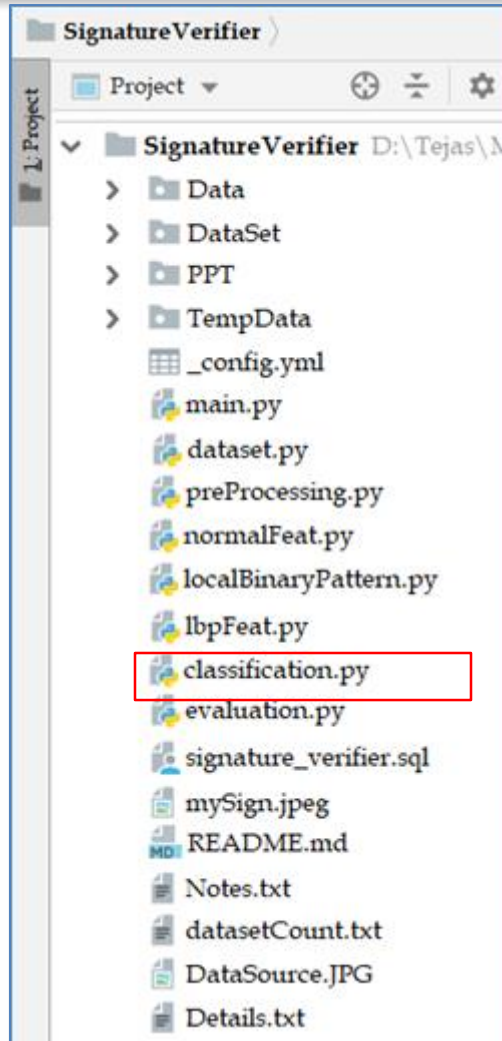 SignatureVerifier
1: Project
Project
SignatureVerifier D:\Tejas\
Data
DataSet
PPT
TempData
_config.yml
main.py
dataset.py
preProcessing.py
normalFeat.py
localBinaryPattern.py
lbpFeat.py
classification.py
evaluation.py
signature_verifier.sql
mySign.jpeg
MD README.md
Notes.txt
datasetCount.txt
DataSource.JPG
Details.txt